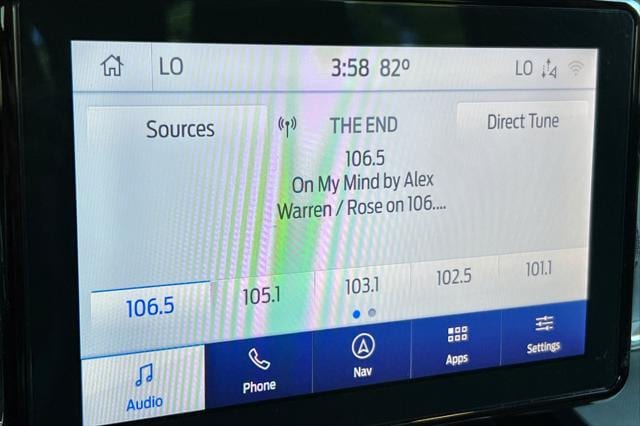 LO 3:58 82° LO
Sources THE END Direct Tune
106.5
On My Mind by Alex
Warren / Rose on 106....
106.5 105.1 103.1 102.5 101.1
Audio Phone Nav Apps Settings